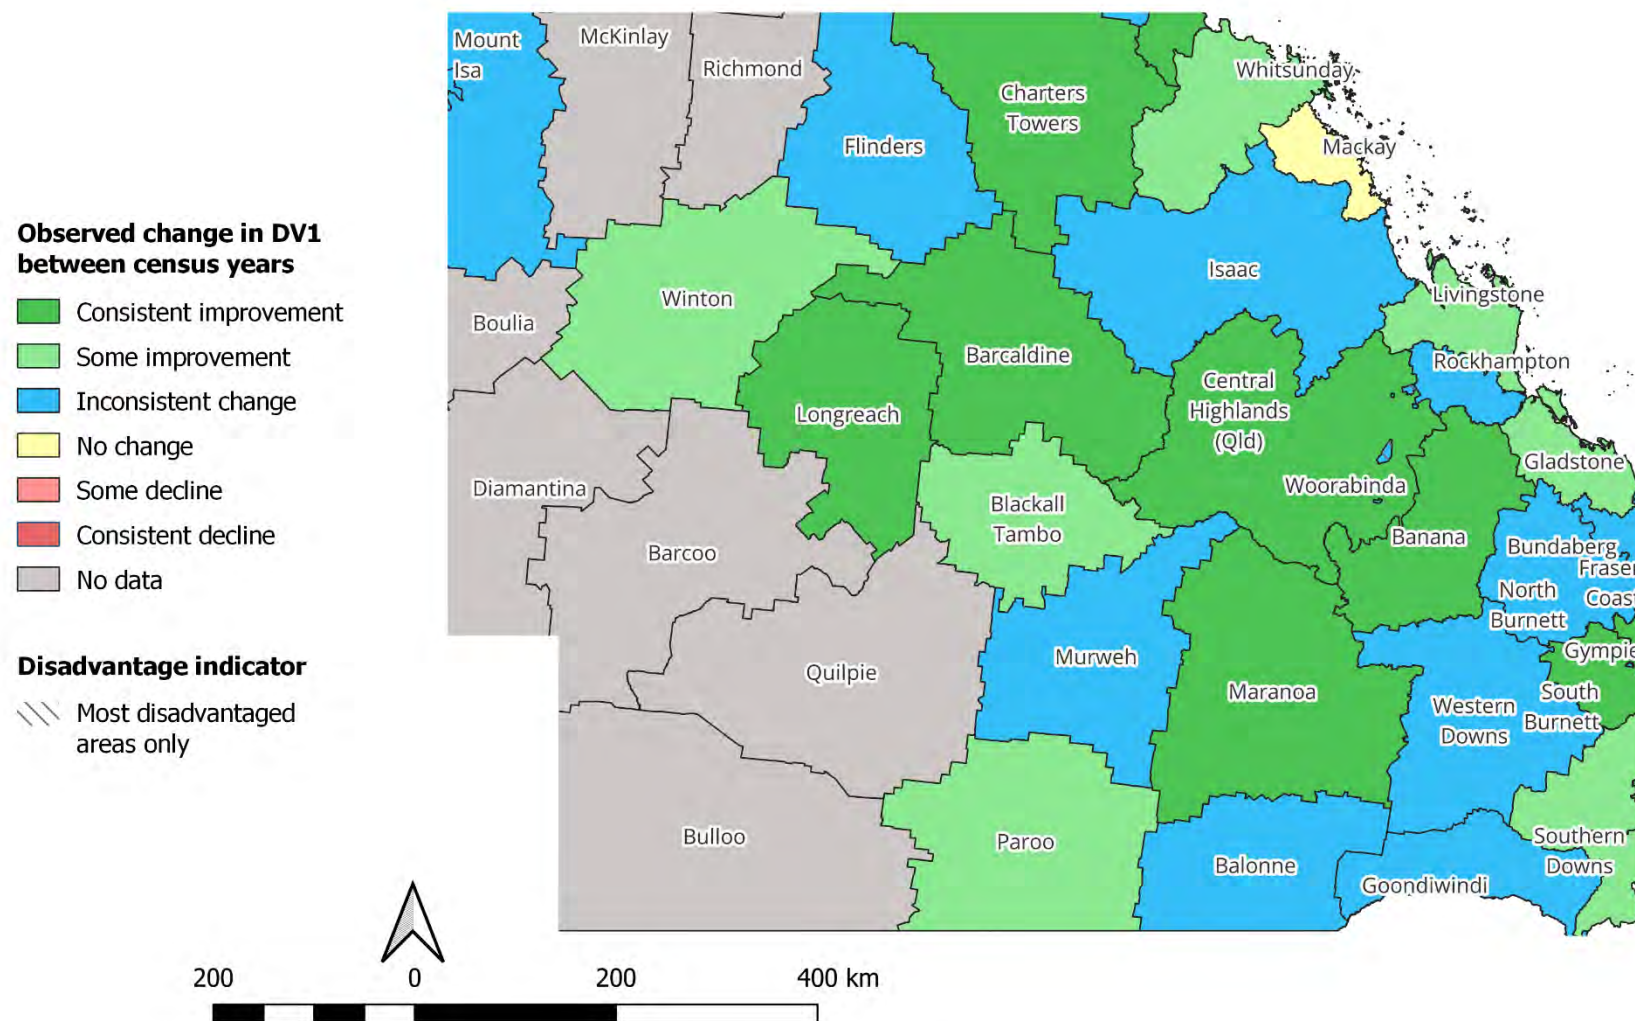 Observed change in DV1
between census years
Consistent improvement
Some improvement
Inconsistent change
No change
Some decline
Consistent decline
No data
Disadvantage indicator
Most disadvantaged
areas only
Mount
Isa
McKinlay
Richmond
Flinders
Charters
Towers
Whitsunday
Mackay
Isaac
Winton
Boulia
Livingstone
Rockhampton
Barcaldine
Central
Highlands
(Qld)
Longreach
Gladstone
Diamantina
Woorabinda
Blackall
Tambo
Banana
Barcoo
Bundaberg
Fraser
Coast
North
Burnett
Gympie
Murweh
Quilpie
Maranoa
South
Burnett
Western
Downs
Bulloo
Paroo
Balonne
Southern
Downs
Goondiwindi
200 0 200 400 km